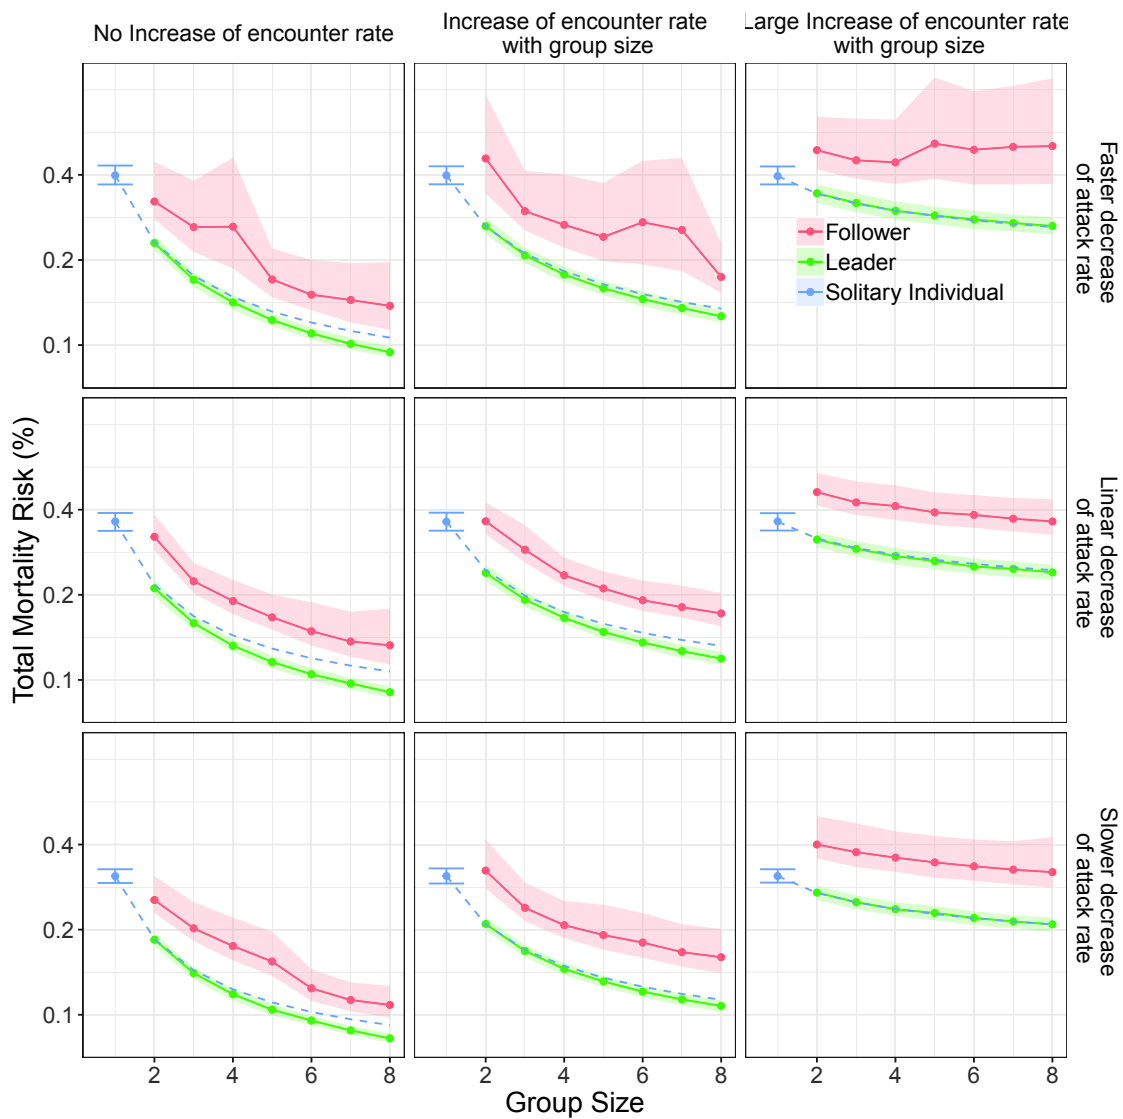 No Increase of encounter rate
Increase of encounter rate
with group size
Large Increase of encounter rate
with group size
0.4
0.2
0.1
Follower
Leader
Solitary Individual
Faster decrease
of attack rate
Total Mortality Risk (%)
0.4
0.2
0.1
Linear decrease
of attack rate
0.4
0.2
0.1
Slower decrease
of attack rate
2 4 6 8 2 4 6 8 2 4 6 8
Group Size